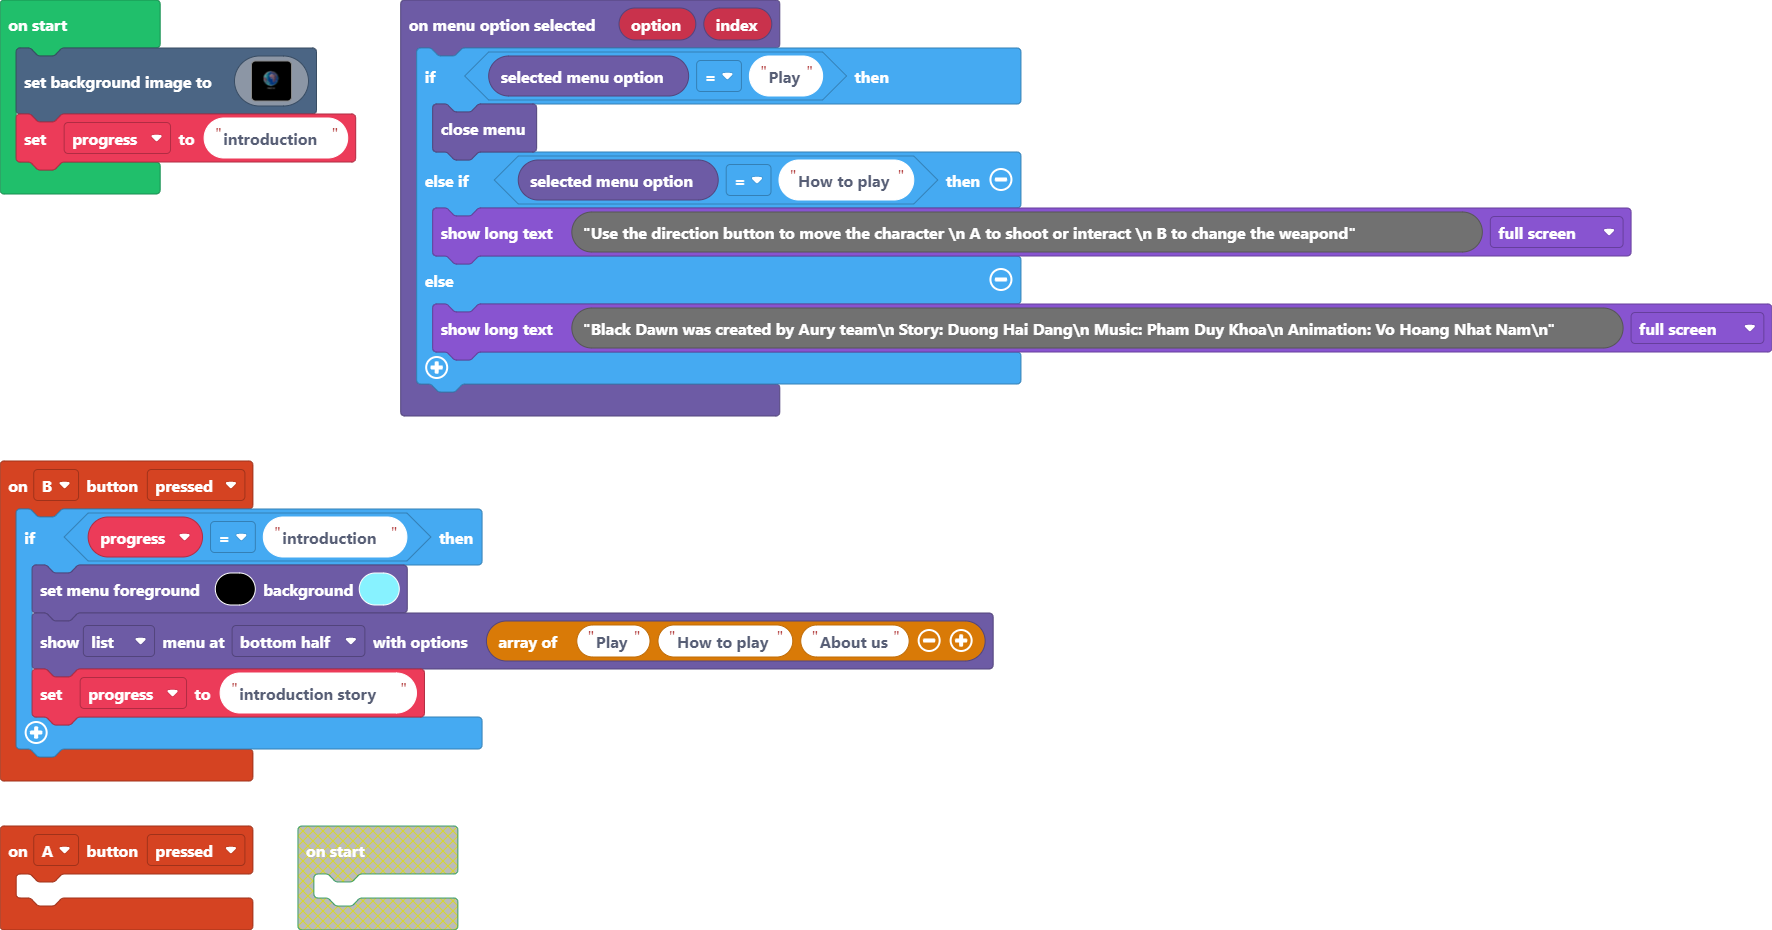 on start
set background image to
set progress to "introduction"
on menu option selected option index
if selected menu option = "Play" then
close menu
else if selected menu option = "How to play" then
show long text "Use the direction button to move the character \n A to shoot or interact \n B to change the weapond" full screen
else
show long text "Black Dawn was created by Aury team\n Story: Duong Hai Dang\n Music: Pham Duy Khoa\n Animation: Vo Hoang Nhat Nam\n" full screen
on B button pressed
if progress = "introduction" then
set menu foreground background
show list menu at bottom half with options array of "Play" "How to play" "About us"
set progress to "introduction story"
on A button pressed
on start